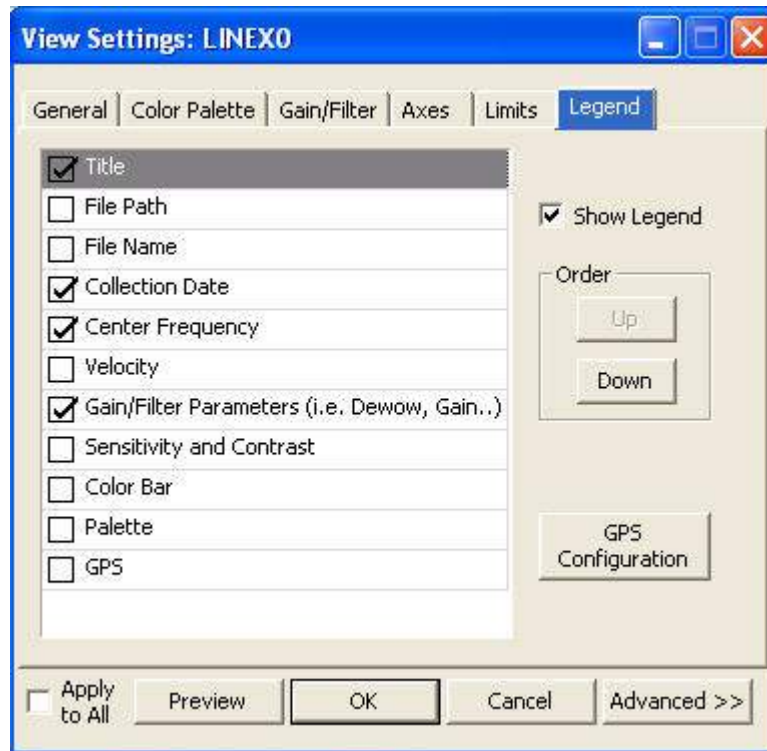 View Settings: LINEX0
General
Color Palette
Gain/Filter
Axes
Limits
Legend
Title
File Path
File Name
Collection Date
Center Frequency
Velocity
Gain/Filter Parameters (i.e. Dewow, Gain..)
Sensitivity and Contrast
Color Bar
Palette
GPS
Show Legend
Order
Up
Down
GPS
Configuration
Apply
to All
Preview
OK
Cancel
Advanced >>